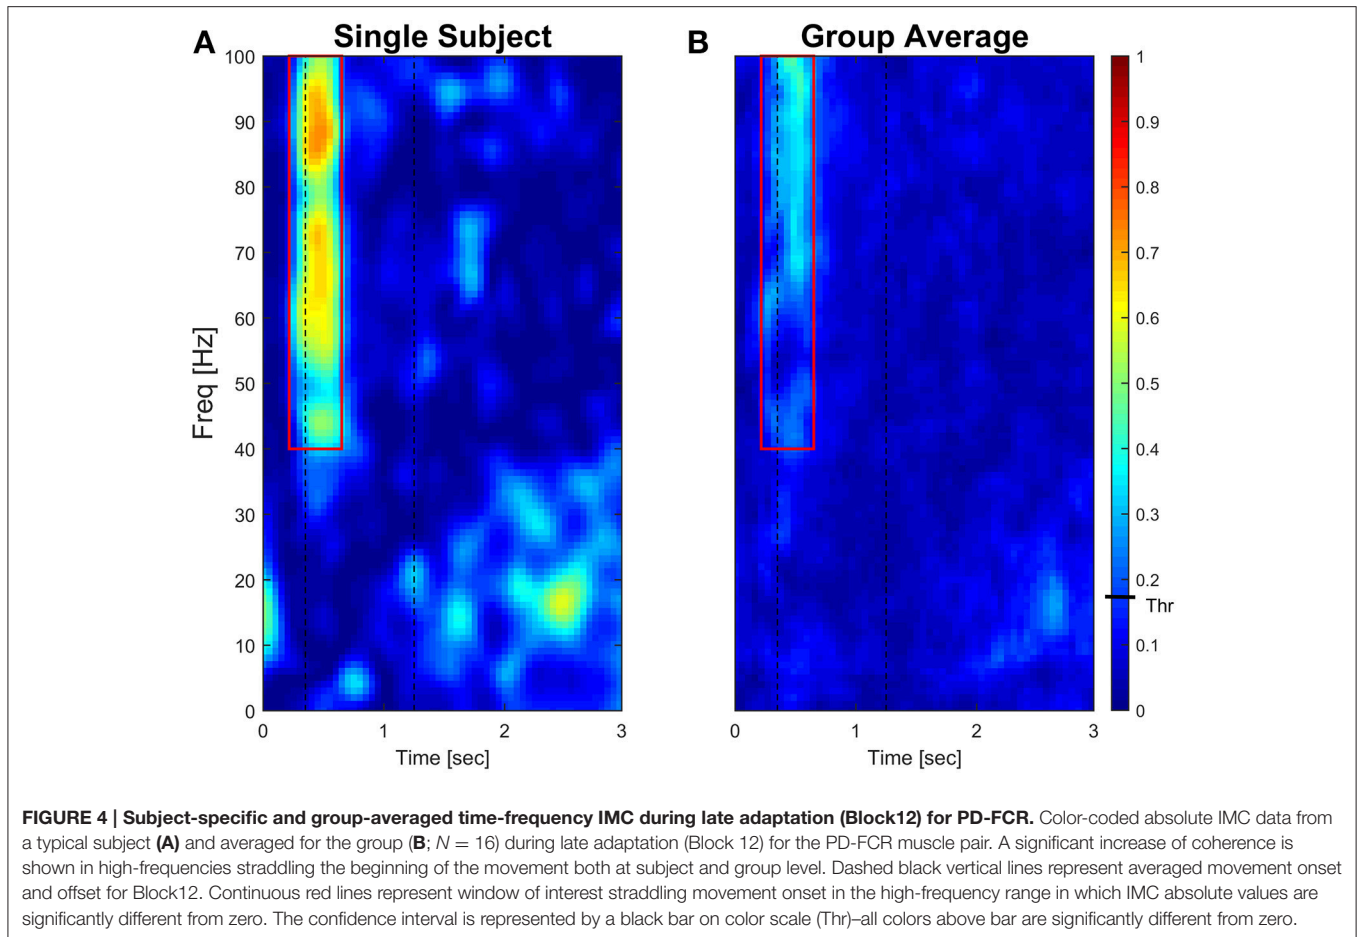 A Single Subject
B Group Average
100
90
80
70
60
50
40
30
20
10
0
Freq [Hz]
0 1 2 3
Time [sec]
0 1 2 3
Time [sec]
1
0.9
0.8
0.7
0.6
0.5
0.4
0.3
0.2
Thr
0.1
0
FIGURE 4 | Subject-specific and group-averaged time-frequency IMC during late adaptation (Block12) for PD-FCR. Color-coded absolute IMC data from
a typical subject (A) and averaged for the group (B; N = 16) during late adaptation (Block 12) for the PD-FCR muscle pair. A significant increase of coherence is
shown in high-frequencies straddling the beginning of the movement both at subject and group level. Dashed black vertical lines represent averaged movement onset
and offset for Block12. Continuous red lines represent window of interest straddling movement onset in the high-frequency range in which IMC absolute values are
significantly different from zero. The confidence interval is represented by a black bar on color scale (Thr)–all colors above bar are significantly different from zero.